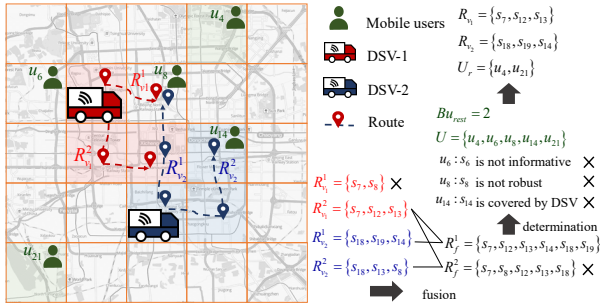 u₄
u₆
u₈
u₁₄
u₂₁
R¹ᵥ₁
R²ᵥ₁
R¹ᵥ₂
R²ᵥ₂
Mobile users
DSV-1
DSV-2
Route
Rᵥ₁ = {s₇, s₁₂, s₁₃}
Rᵥ₂ = {s₁₈, s₁₉, s₁₄}
Uᵣ = {u₄, u₂₁}
Bu_rest = 2
U = {u₄, u₆, u₈, u₁₄, u₂₁}
u₆ : s₆ is not informative ×
u₈ : s₈ is not robust ×
u₁₄ : s₁₄ is covered by DSV ×
determination
R¹ᵥ₁ = {s₇, s₈} ×
R²ᵥ₁ = {s₇, s₁₂, s₁₃}
R¹ᵥ₂ = {s₁₈, s₁₉, s₁₄}
R²ᵥ₂ = {s₁₈, s₁₃, s₈}
R¹_f = {s₇, s₁₂, s₁₃, s₁₄, s₁₈, s₁₉}
R²_f = {s₇, s₈, s₁₂, s₁₃, s₁₈} ×
fusion